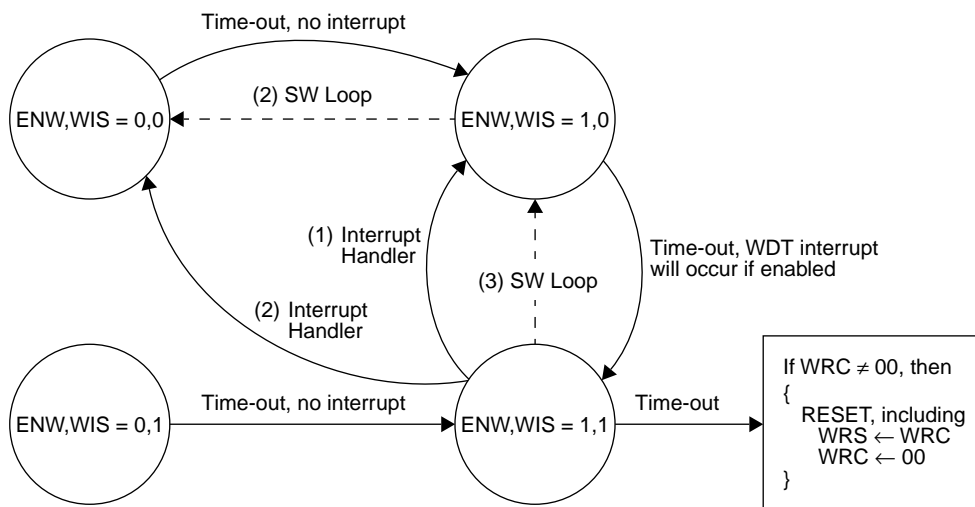 Time-out, no interrupt
(2) SW Loop
ENW,WIS = 0,0
ENW,WIS = 1,0
(1) Interrupt
Handler
Time-out, WDT interrupt
will occur if enabled
(3) SW Loop
(2) Interrupt
Handler
If WRC ≠ 00, then
{
RESET, including
WRS ← WRC
WRC ← 00
}
Time-out, no interrupt
Time-out
ENW,WIS = 0,1
ENW,WIS = 1,1